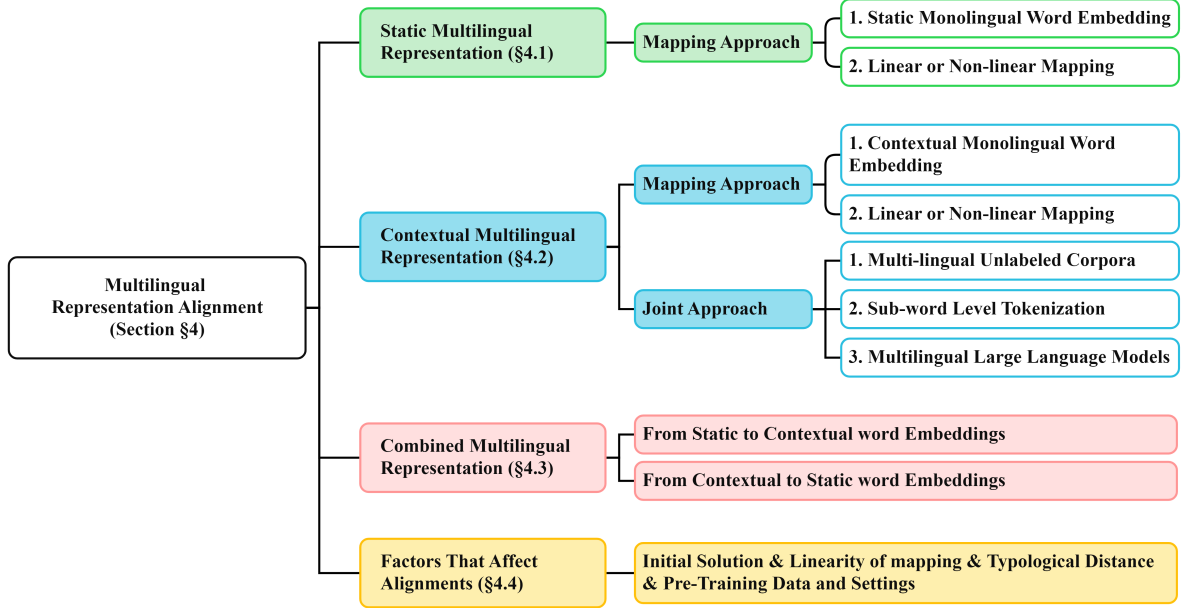 Multilingual
Representation Alignment
(Section §4)
Static Multilingual
Representation (§4.1)
Mapping Approach
1. Static Monolingual Word Embedding
2. Linear or Non-linear Mapping
Contextual Multilingual
Representation (§4.2)
Mapping Approach
1. Contextual Monolingual Word
Embedding
2. Linear or Non-linear Mapping
Joint Approach
1. Multi-lingual Unlabeled Corpora
2. Sub-word Level Tokenization
3. Multilingual Large Language Models
Combined Multilingual
Representation (§4.3)
From Static to Contextual word Embeddings
From Contextual to Static word Embeddings
Factors That Affect
Alignments (§4.4)
Initial Solution & Linearity of mapping & Typological Distance
& Pre-Training Data and Settings